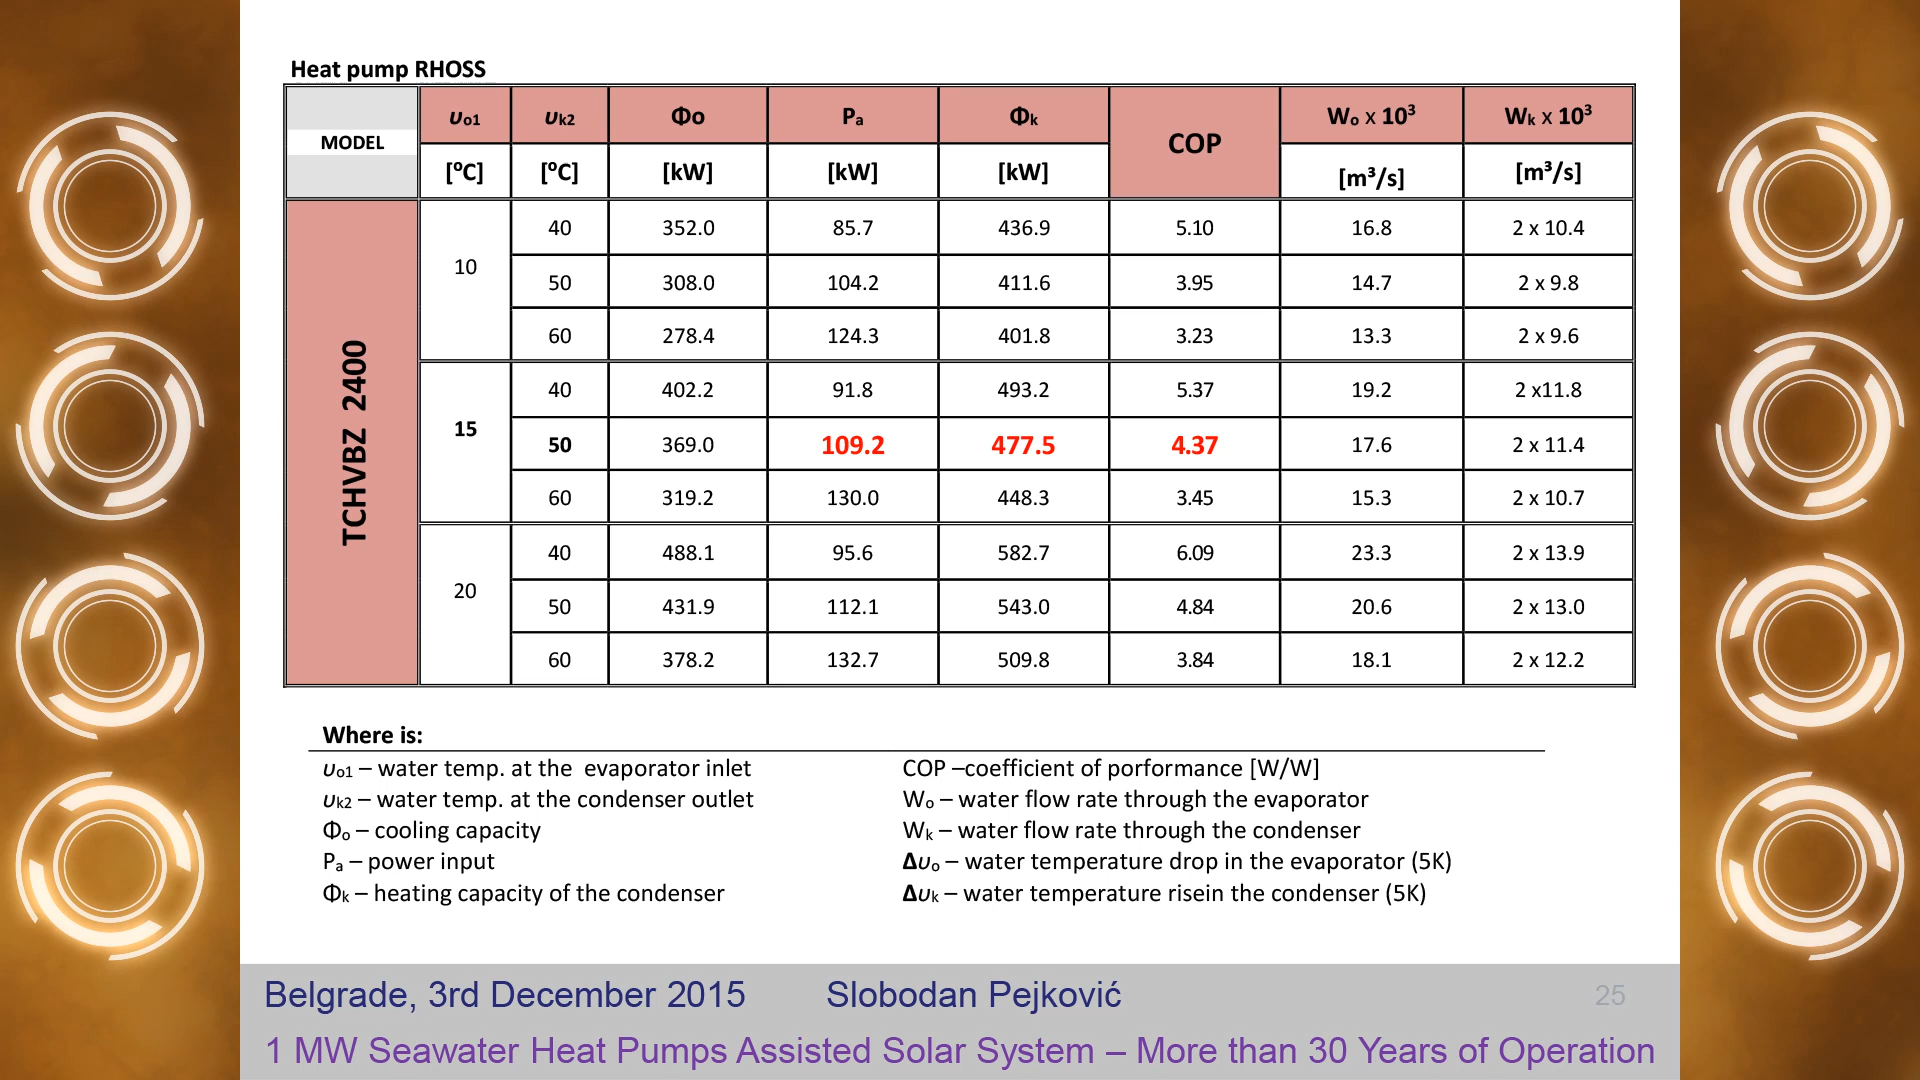 Heat pump RHOSS
MODEL
υo1 υk2 Φo Pa Φk COP Wo x 10³ Wk x 10³
[ºC] [ºC] [kW] [kW] [kW] [m³/s] [m³/s]
TCHVBZ 2400
10
40 352.0 85.7 436.9 5.10 16.8 2 x 10.4
50 308.0 104.2 411.6 3.95 14.7 2 x 9.8
60 278.4 124.3 401.8 3.23 13.3 2 x 9.6
15
40 402.2 91.8 493.2 5.37 19.2 2 x11.8
50 369.0 109.2 477.5 4.37 17.6 2 x 11.4
60 319.2 130.0 448.3 3.45 15.3 2 x 10.7
20
40 488.1 95.6 582.7 6.09 23.3 2 x 13.9
50 431.9 112.1 543.0 4.84 20.6 2 x 13.0
60 378.2 132.7 509.8 3.84 18.1 2 x 12.2
Where is:
υo1 – water temp. at the evaporator inlet
υk2 – water temp. at the condenser outlet
Φo – cooling capacity
Pa – power input
Φk – heating capacity of the condenser
COP –coefficient of porformance [W/W]
Wo – water flow rate through the evaporator
Wk – water flow rate through the condenser
Δυo – water temperature drop in the evaporator (5K)
Δυk – water temperature risein the condenser (5K)
Belgrade, 3rd December 2015 Slobodan Pejković 25
1 MW Seawater Heat Pumps Assisted Solar System – More than 30 Years of Operation